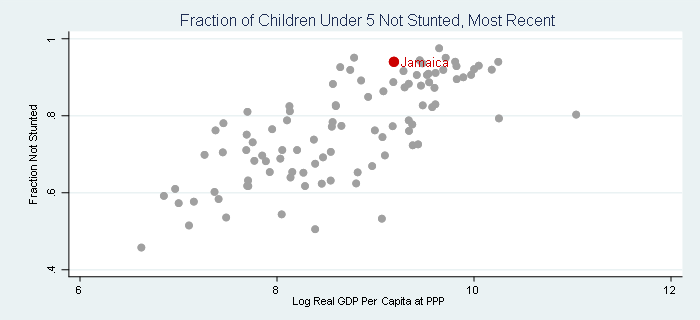 Fraction of Children Under 5 Not Stunted, Most Recent
Fraction Not Stunted
1
.8
.6
.4
Jamaica
6
8
10
12
Log Real GDP Per Capita at PPP